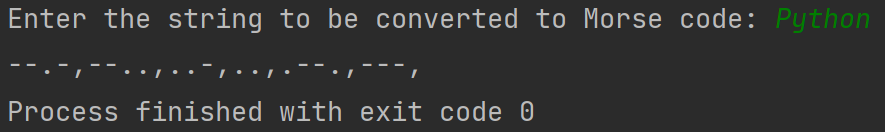 Enter the string to be converted to Morse code: Python
--.-,--..,..-,..,.--.,---,
Process finished with exit code 0